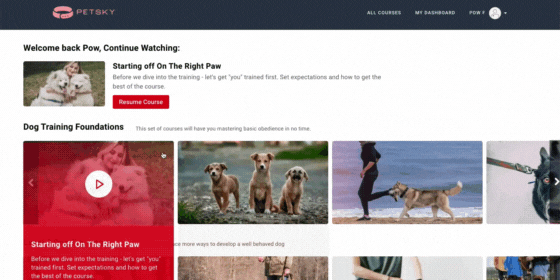 PETSKY
ALL COURSES
MY DASHBOARD
POW P
Welcome back Pow, Continue Watching:
Starting off On The Right Paw
Before we dive into the training - let's get "you" trained first. Set expectations and how to get the
best of the course.
Resume Course
Dog Training Foundations
This set of courses will have you mastering basic obedience in no time.
Starting off On The Right Paw
more ways to develop a well behaved dog
Before we dive into the training - let's get "you"
trained first. Set expectations and how to get the
best of the course.